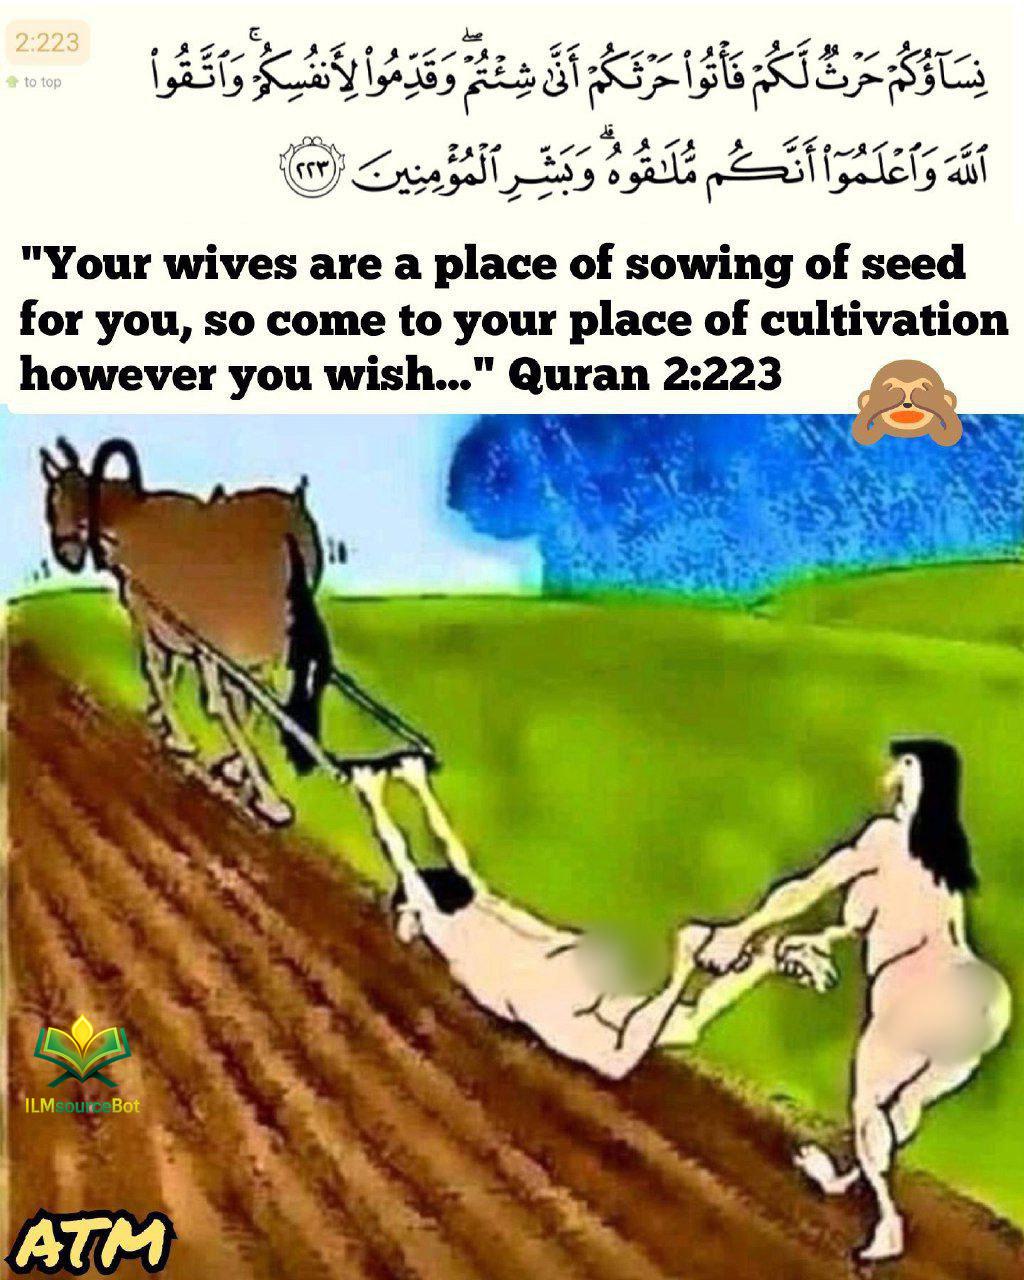 2:223
to top
نِسَآؤُكُمْ حَرْثٌ لَّكُمْ فَأْتُوا۟ حَرْثَكُمْ أَنَّىٰ شِئْتُمْ ۖ وَقَدِّمُوا۟ لِأَنفُسِكُمْ ۚ وَٱتَّقُوا۟
ٱللَّهَ وَٱعْلَمُوٓا۟ أَنَّكُم مُّلَـٰقُوهُ ۗ وَبَشِّرِ ٱلْمُؤْمِنِينَ ٢٢٣
"Your wives are a place of sowing of seed
for you, so come to your place of cultivation
however you wish..." Quran 2:223
ILMsourceBot
ATM